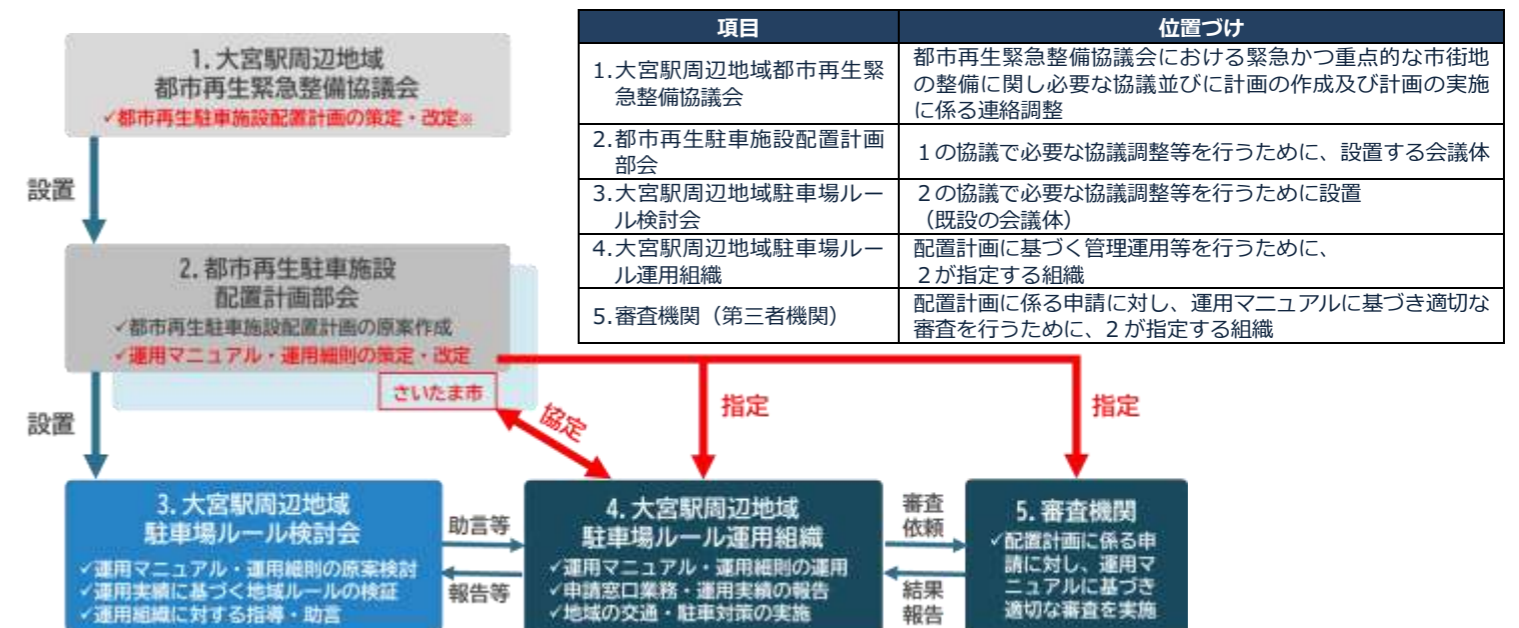 1. 大宮駅周辺地域
都市再生緊急整備協議会
✓都市再生駐車施設配置計画の策定・改定※
設置
2. 都市再生駐車施設
配置計画部会
✓都市再生駐車施設配置計画の原案作成
✓運用マニュアル・運用細則の策定・改定
さいたま市
設置
協定
指定
指定
3. 大宮駅周辺地域
駐車場ルール検討会
✓運用マニュアル・運用細則の原案検討
✓運用実績に基づく地域ルールの検証
✓運用組織に対する指導・助言
助言等
報告等
4. 大宮駅周辺地域
駐車場ルール運用組織
✓運用マニュアル・運用細則の運用
✓申請窓口業務・運用実績の報告
✓地域の交通・駐車対策の実施
審査
依頼
結果
報告
5. 審査機関
✓配置計画に係る申
請に対し、運用マ
ニュアルに基づき
適切な審査を実施
項目 位置づけ
1.大宮駅周辺地域都市再生緊
急整備協議会
都市再生緊急整備協議会における緊急かつ重点的な市街地
の整備に関し必要な協議並びに計画の作成及び計画の実施
に係る連絡調整
2.都市再生駐車施設配置計画
部会
１の協議で必要な協議調整等を行うために、設置する会議体
3.大宮駅周辺地域駐車場ルー
ル検討会
２の協議で必要な協議調整等を行うために設置
（既設の会議体）
4.大宮駅周辺地域駐車場ルー
ル運用組織
配置計画に基づく管理運用等を行うために、
２が指定する組織
5.審査機関（第三者機関）
配置計画に係る申請に対し、運用マニュアルに基づき適切な
審査を行うために、２が指定する組織